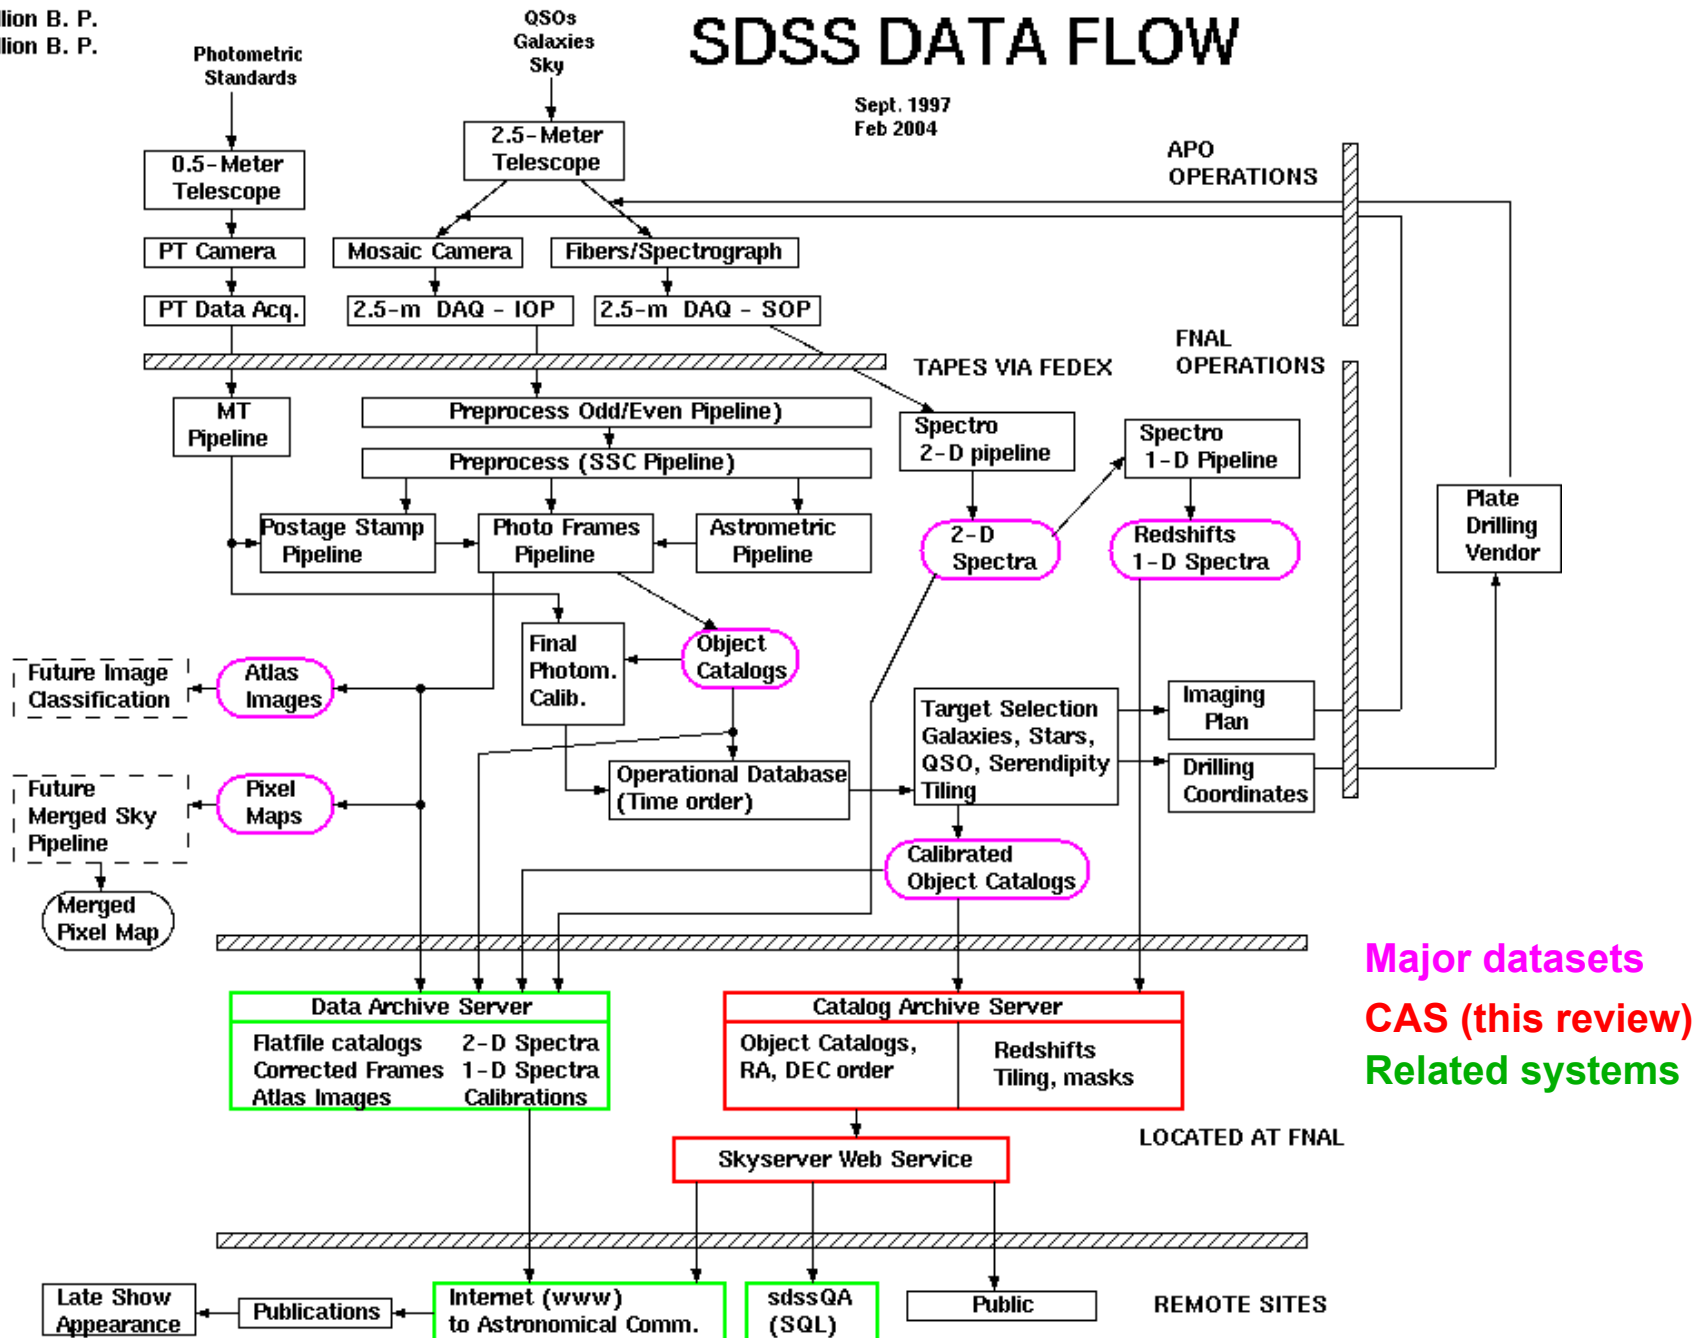 llion B. P.
llion B. P.
SDSS DATA FLOW
Sept. 1997
Feb 2004
Photometric
Standards
QSOs
Galaxies
Sky
0.5-Meter
Telescope
2.5-Meter
Telescope
APO
OPERATIONS
PT Camera
Mosaic Camera
Fibers/Spectrograph
PT Data Acq.
2.5-m DAQ - IOP
2.5-m DAQ - SOP
TAPES VIA FEDEX
FNAL
OPERATIONS
MT
Pipeline
Preprocess Odd/Even Pipeline)
Preprocess (SSC Pipeline)
Spectro
2-D pipeline
Spectro
1-D Pipeline
Postage Stamp
Pipeline
Photo Frames
Pipeline
Astrometric
Pipeline
2-D
Spectra
Redshifts
1-D Spectra
Plate
Drilling
Vendor
Future Image
Classification
Atlas
Images
Final
Photom.
Calib.
Object
Catalogs
Target Selection
Galaxies, Stars,
QSO, Serendipity
Tiling
Imaging
Plan
Drilling
Coordinates
Future
Merged Sky
Pipeline
Pixel
Maps
Operational Database
(Time order)
Merged
Pixel Map
Calibrated
Object Catalogs
Major datasets
CAS (this review)
Related systems
Data Archive Server
Flatfile catalogs
Corrected Frames
Atlas Images
2-D Spectra
1-D Spectra
Calibrations
Catalog Archive Server
Object Catalogs,
RA, DEC order
Redshifts
Tiling, masks
LOCATED AT FNAL
Skyserver Web Service
Late Show
Appearance
Publications
Internet (www)
to Astronomical Comm.
sdssQA
(SQL)
Public
REMOTE SITES